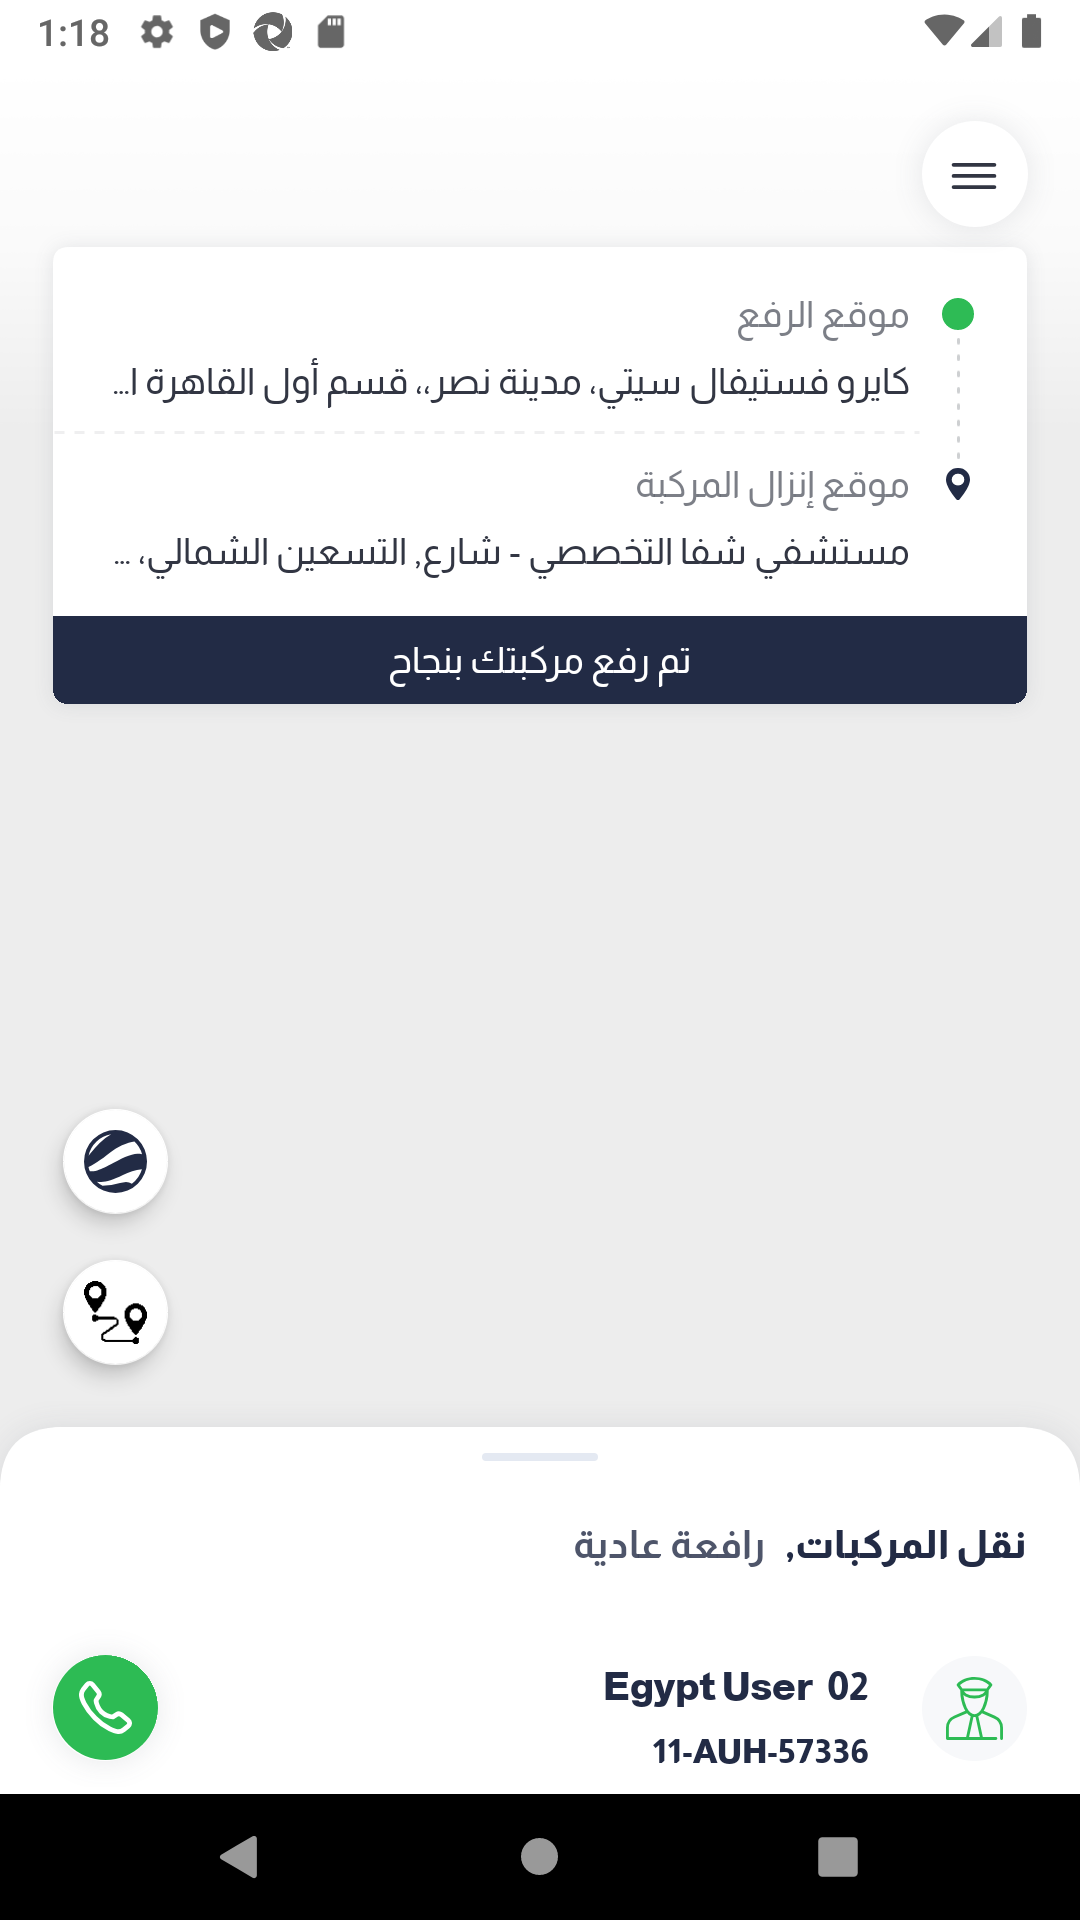 1:18
موقع الرفع
كايرو فستيفال سيتي، مدينة نصر،، قسم أول القاهرة ا...
موقع إنزال المركبة
مستشفي شفا التخصصي - شارع, التسعين الشمالي، ...
تم رفع مركبتك بنجاح
نقل المركبات, رافعة عادية
Egypt User 02
11-AUH-57336